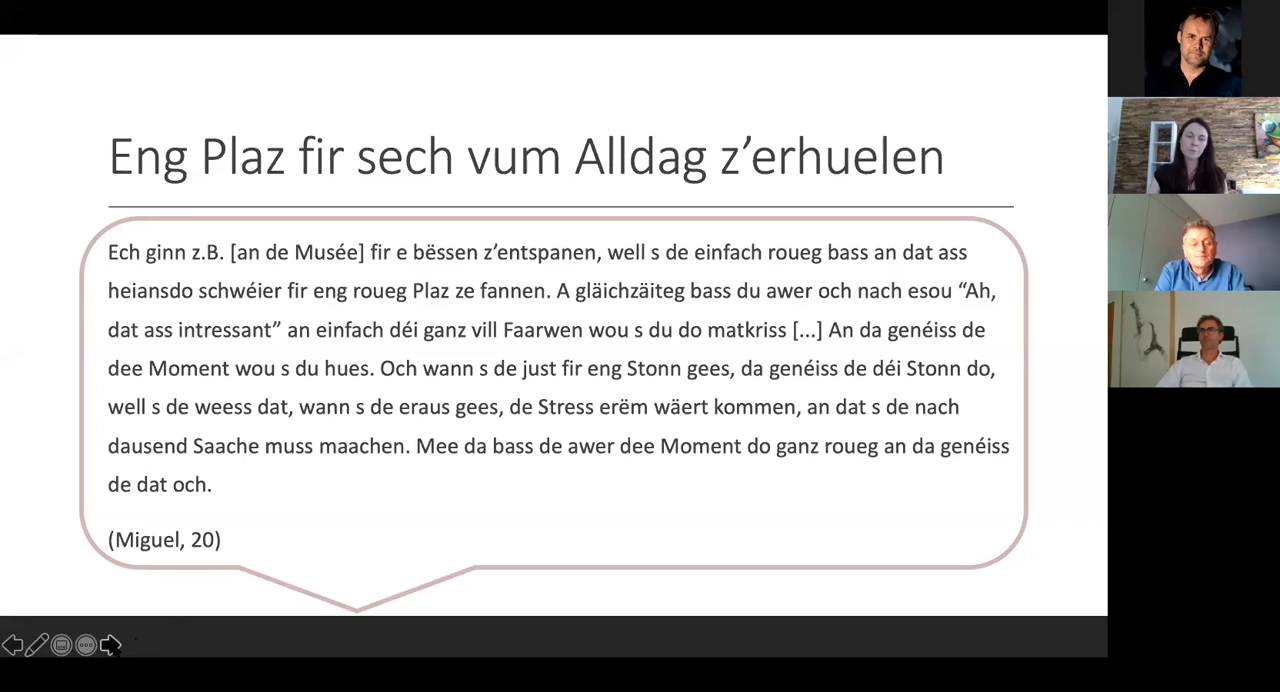 Eng Plaz fir sech vum Alldag z’erhuelen
Ech ginn z.B. [an de Musée] fir e bëssen z’entspanen, well s de einfach roueg bass an dat ass
heiansdo schwéier fir eng roueg Plaz ze fannen. A gläichzäiteg bass du awer och nach esou “Ah,
dat ass intressant” an einfach déi ganz vill Faarwen wou s du do matkriss [...] An da genéiss de
dee Moment wou s du hues. Och wann s de just fir eng Stonn gees, da genéiss de déi Stonn do,
well s de weess dat, wann s de eraus gees, de Stress erëm wäert kommen, an dat s de nach
dausend Saache muss maachen. Mee da bass de awer dee Moment do ganz roueg an da genéiss
de dat och.
(Miguel, 20)